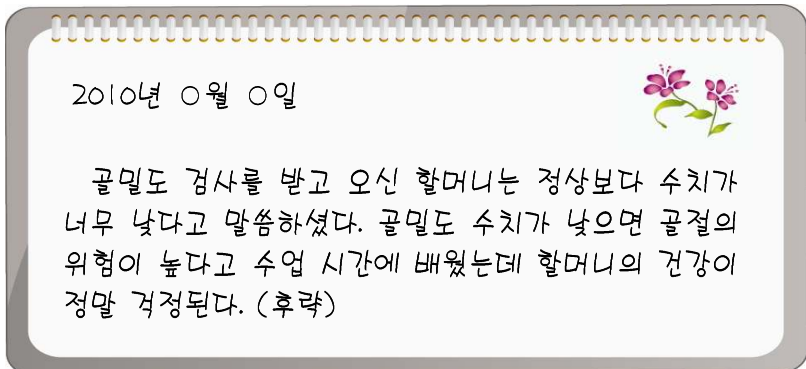 2010년 ○월 ○일
골밀도 검사를 받고 오신 할머니는 정상보다 수치가
너무 낮다고 말씀하셨다. 골밀도 수치가 낮으면 골절의
위험이 높다고 수업 시간에 배웠는데 할머니의 건강이
정말 걱정된다. (후략)